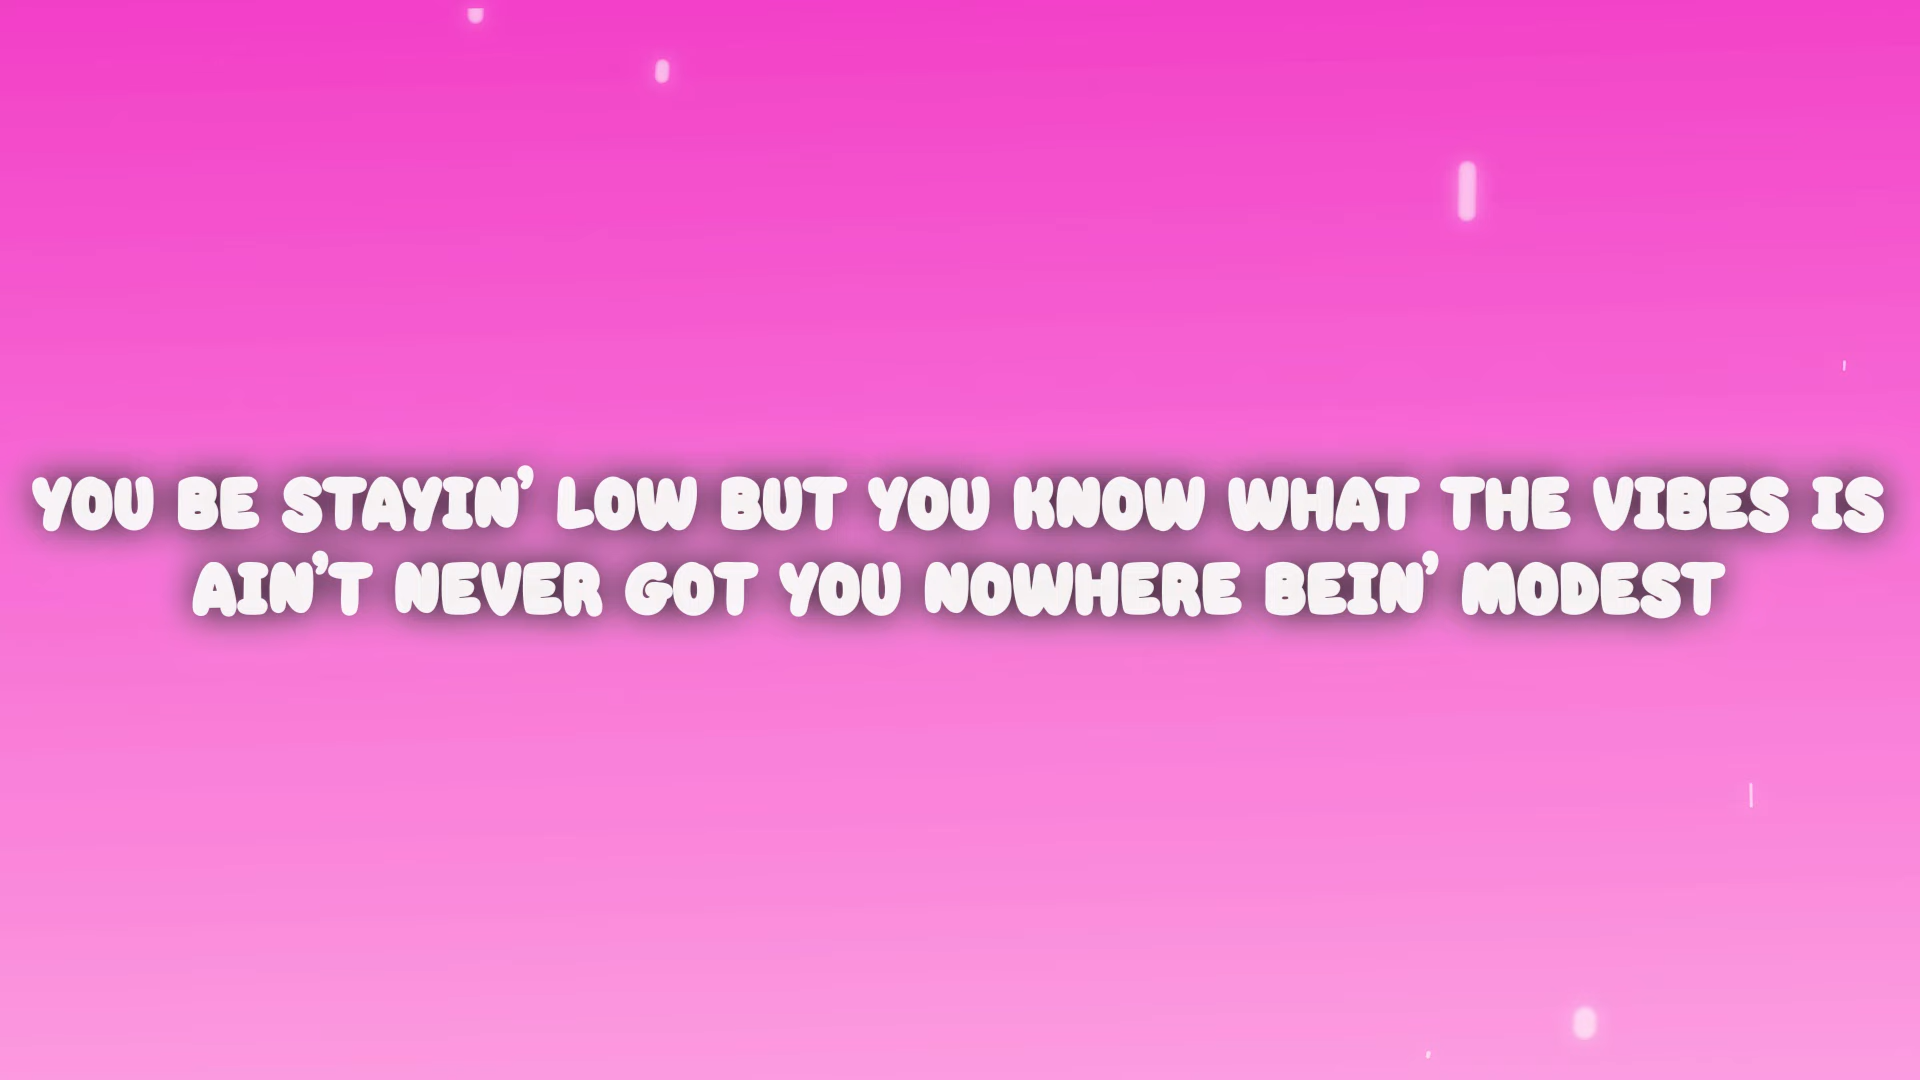 YOU BE STAYIN’ LOW BUT YOU KNOW WHAT THE VIBES IS
AIN’T NEVER GOT YOU NOWHERE BEIN’ MODEST